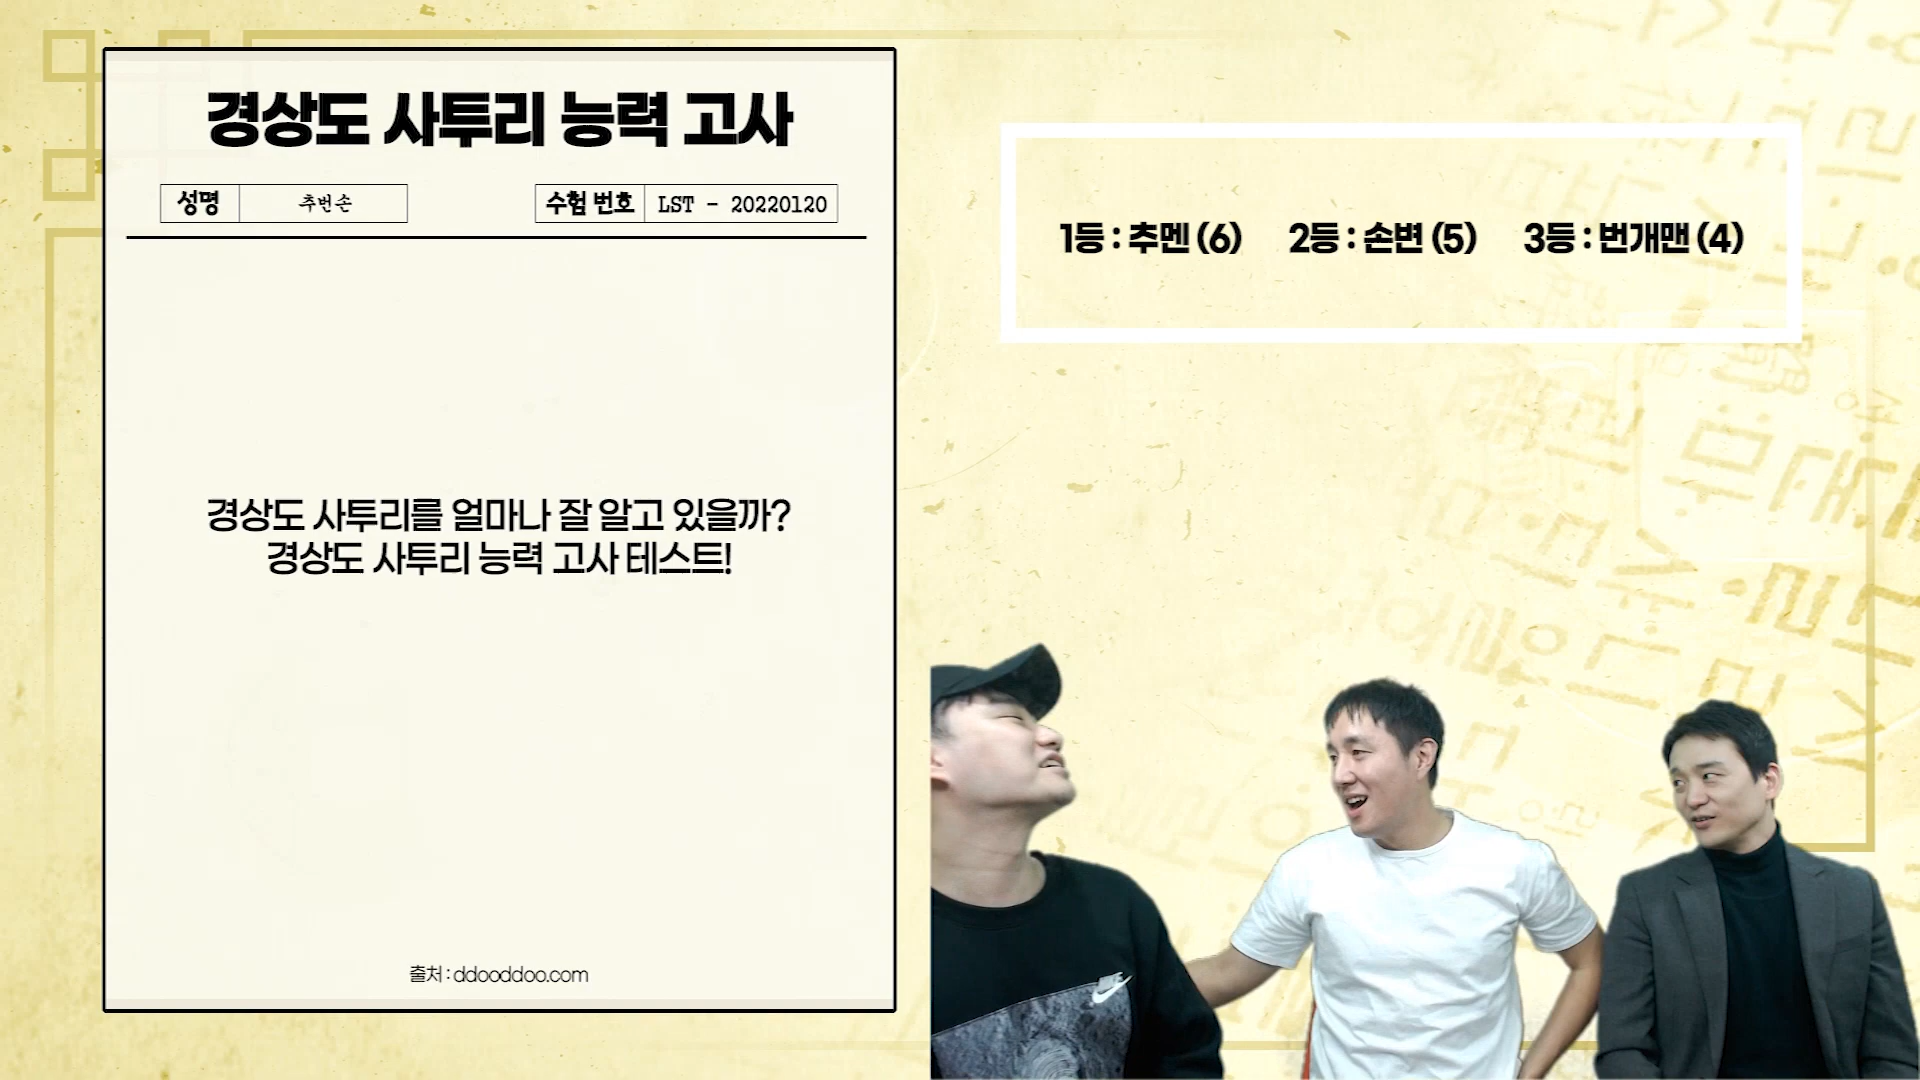 경상도 사투리 능력 고사
성명 추번손
수험 번호 LST - 20220120
경상도 사투리를 얼마나 잘 알고 있을까?
경상도 사투리 능력 고사 테스트!
출처 : ddooddoo.com
1등 : 추멘 (6) 2등 : 손변 (5) 3등 : 번개맨 (4)